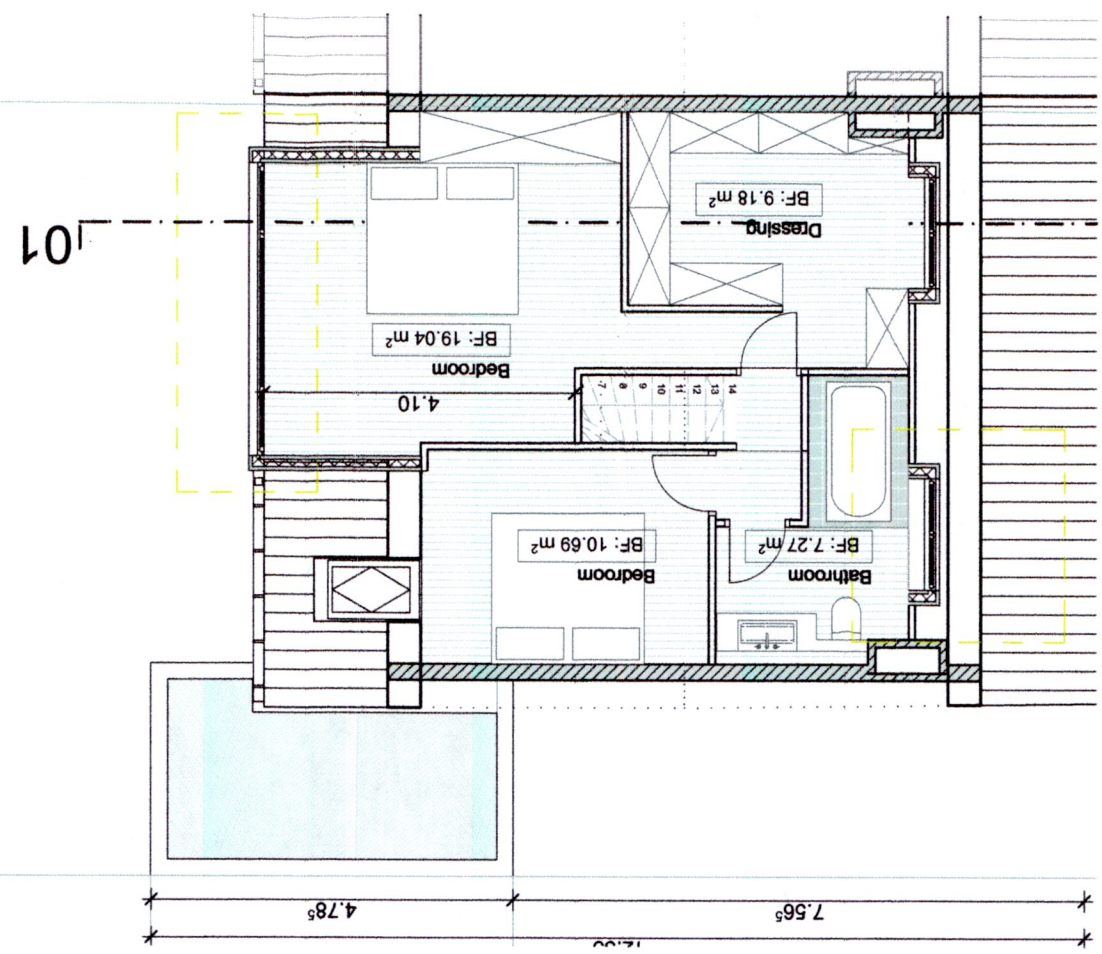 7.56⁵
4.78⁵
Bathroom
BF: 7.27 m²
Bedroom
BF: 10.69 m²
4.10
14 13 12 11 10 9 8 7
Bedroom
BF: 19.04 m²
Dressing
BF: 9.18 m²
01